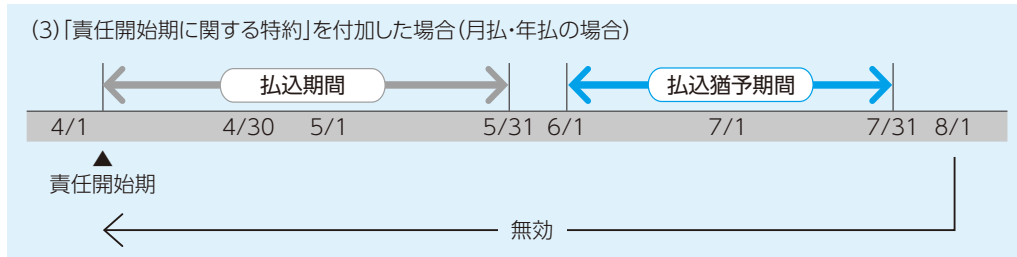 (3)「責任開始期に関する特約」を付加した場合(月払・年払の場合)
払込期間 払込猶予期間
4/1 4/30 5/1 5/31 6/1 7/1 7/31 8/1
責任開始期
無効